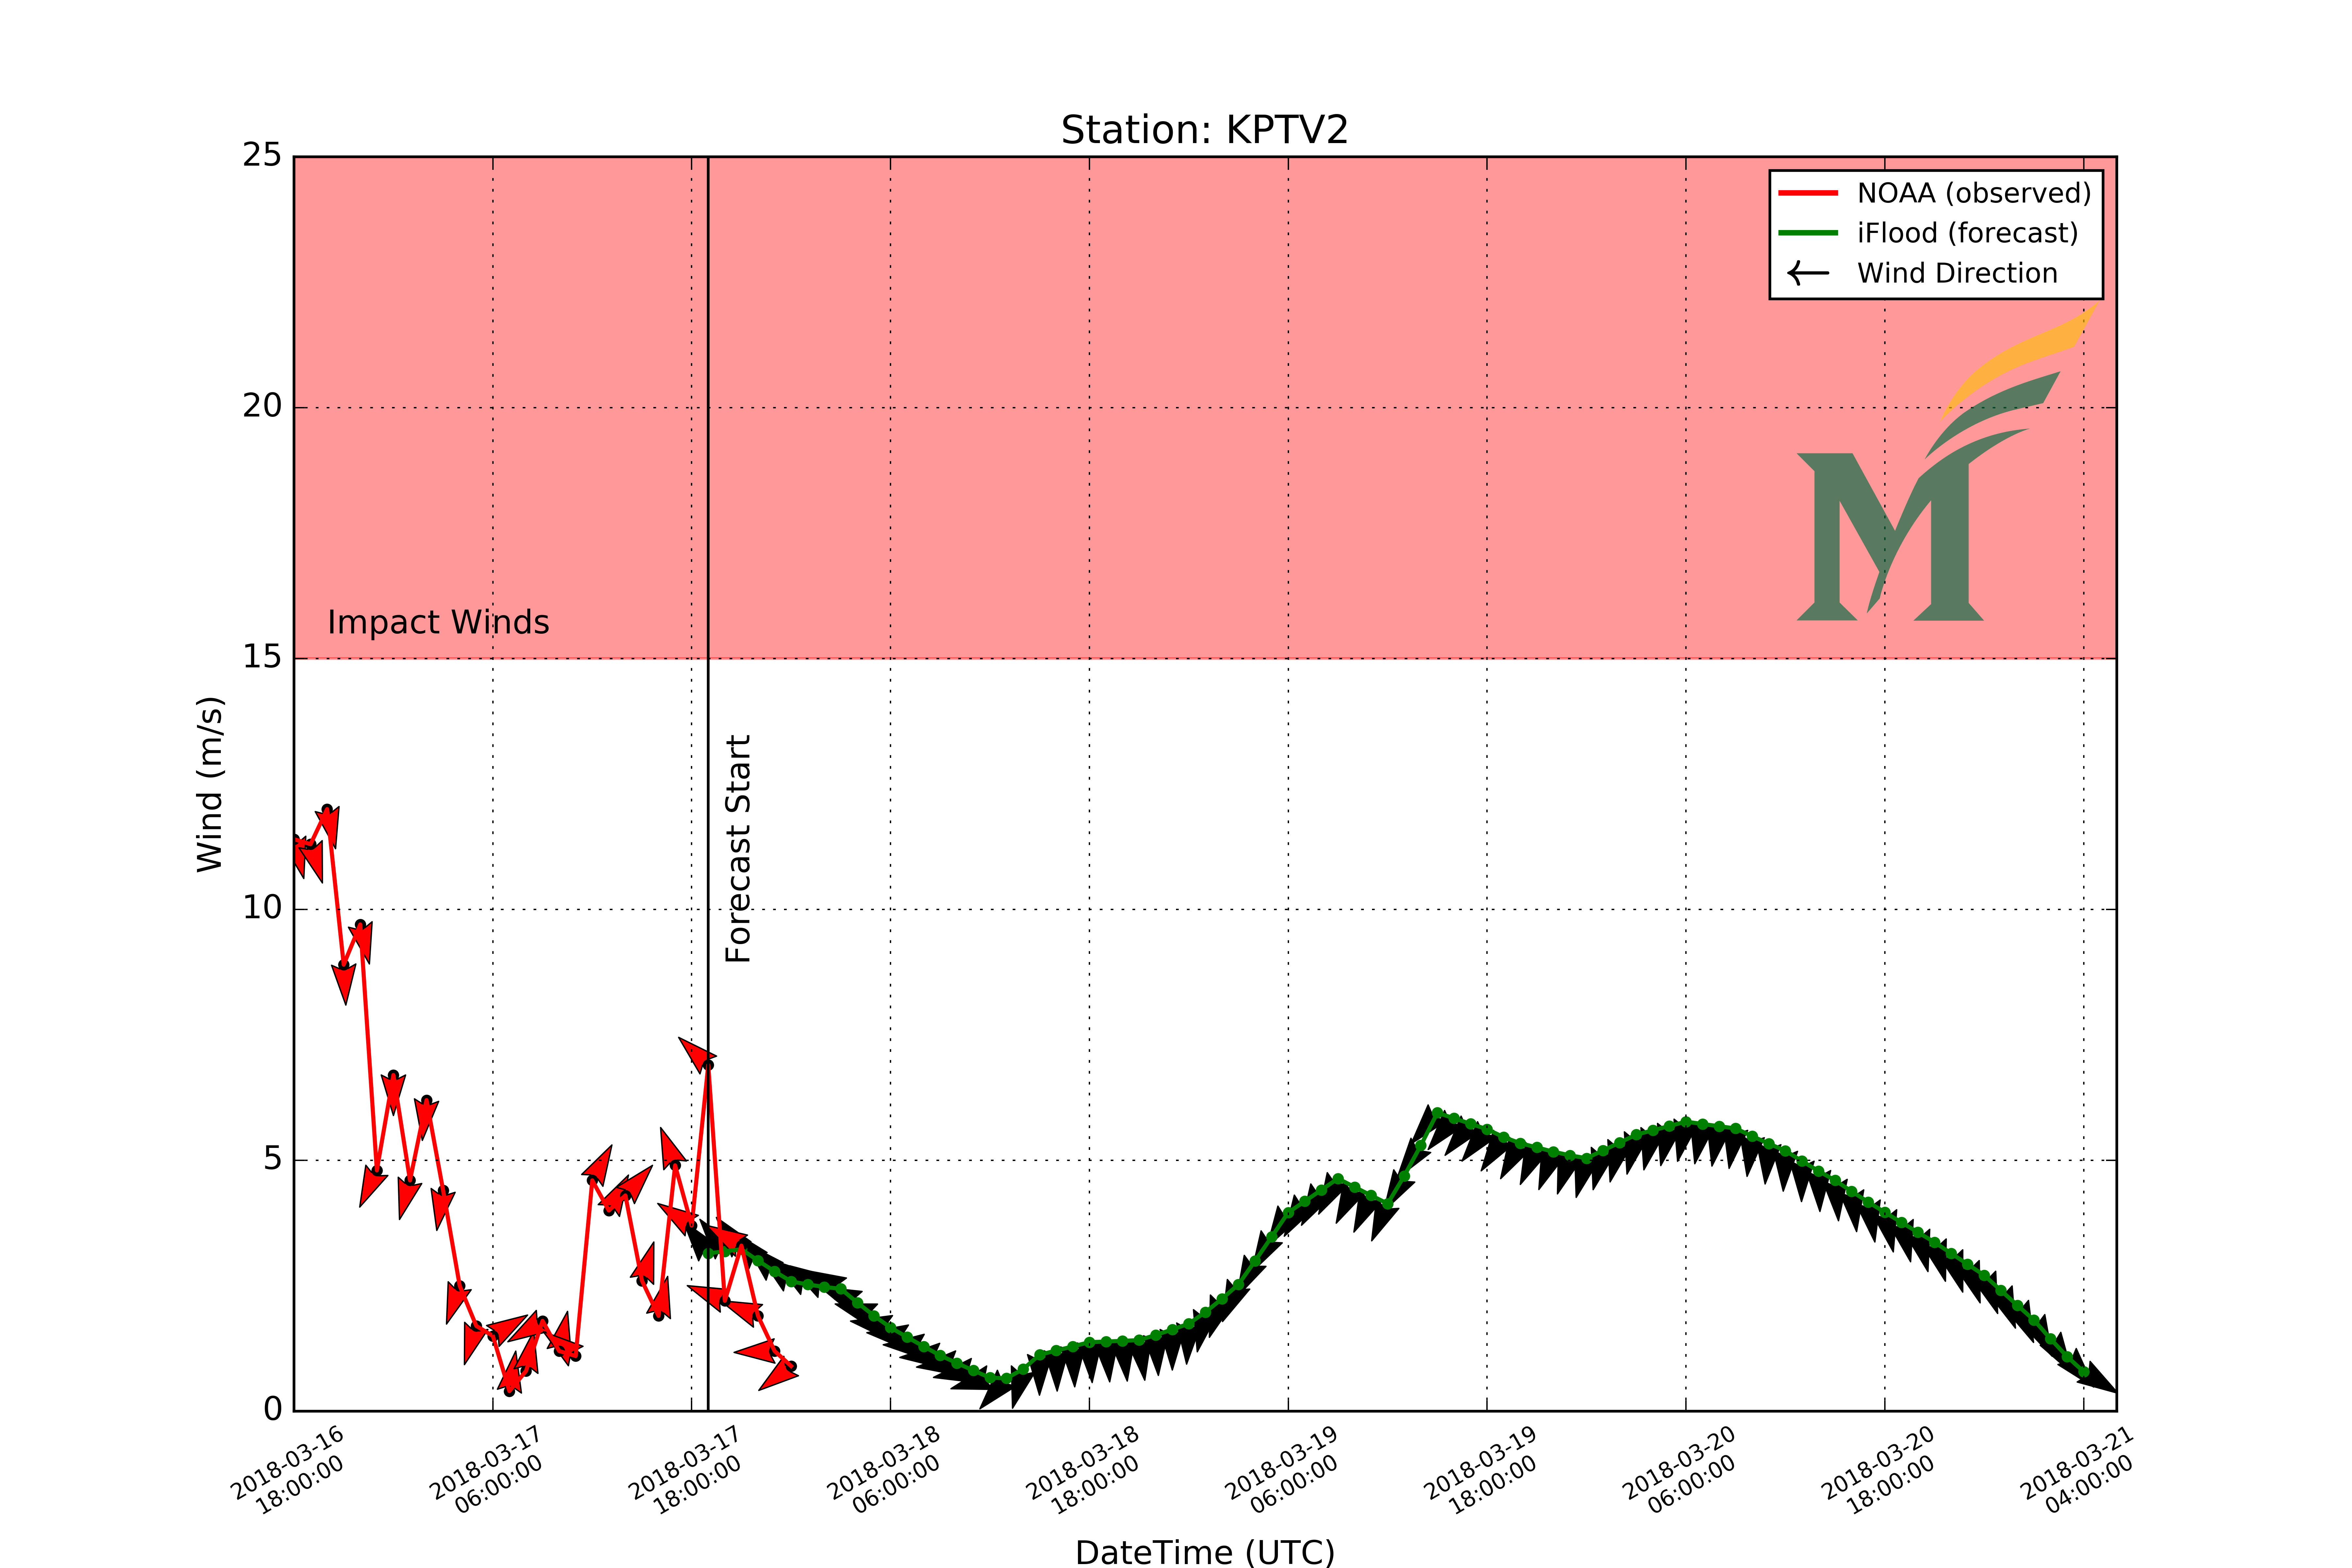 Station: KPTV2
25
20
15
10
5
0
Wind (m/s)
NOAA (observed)
iFlood (forecast)
Wind Direction
M
Impact Winds
Forecast Start
2018-03-16
18:00:00
2018-03-17
06:00:00
2018-03-17
18:00:00
2018-03-18
06:00:00
2018-03-18
18:00:00
2018-03-19
06:00:00
2018-03-19
18:00:00
2018-03-20
06:00:00
2018-03-20
18:00:00
2018-03-21
04:00:00
DateTime (UTC)